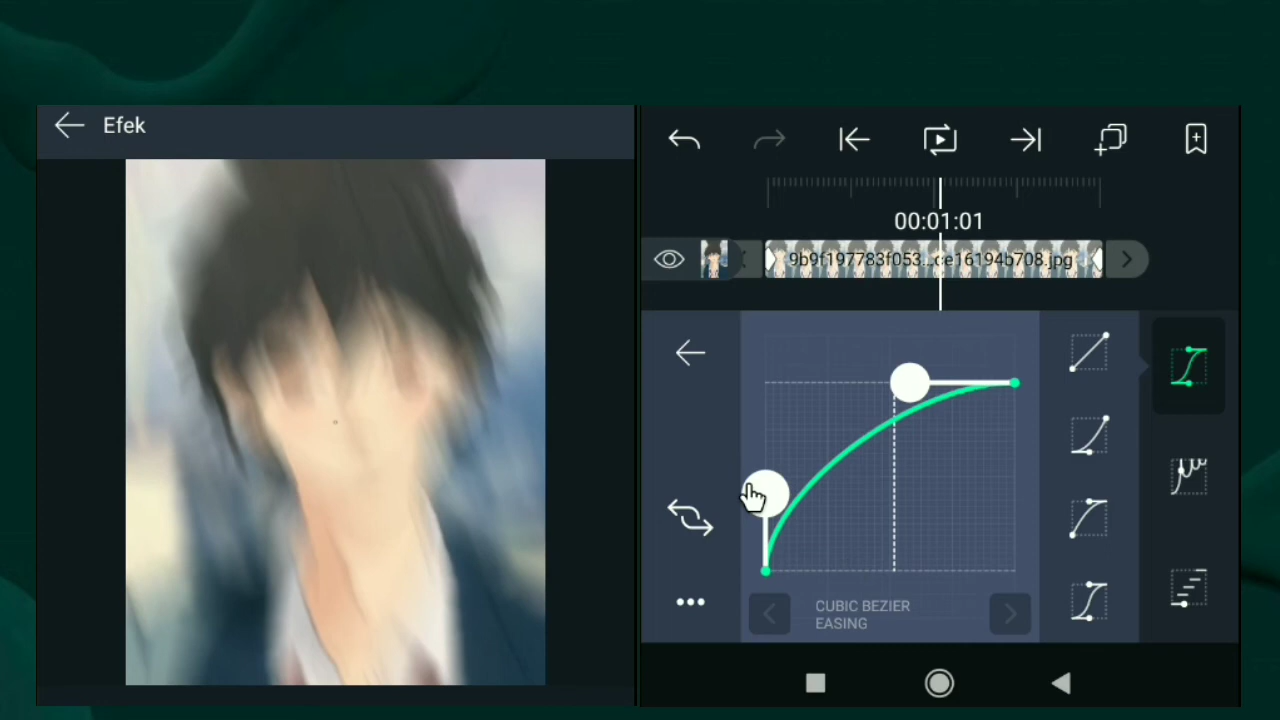 Efek
00:01:01
9b9f197783f053...ce16194b708.jpg
CUBIC BEZIER
EASING